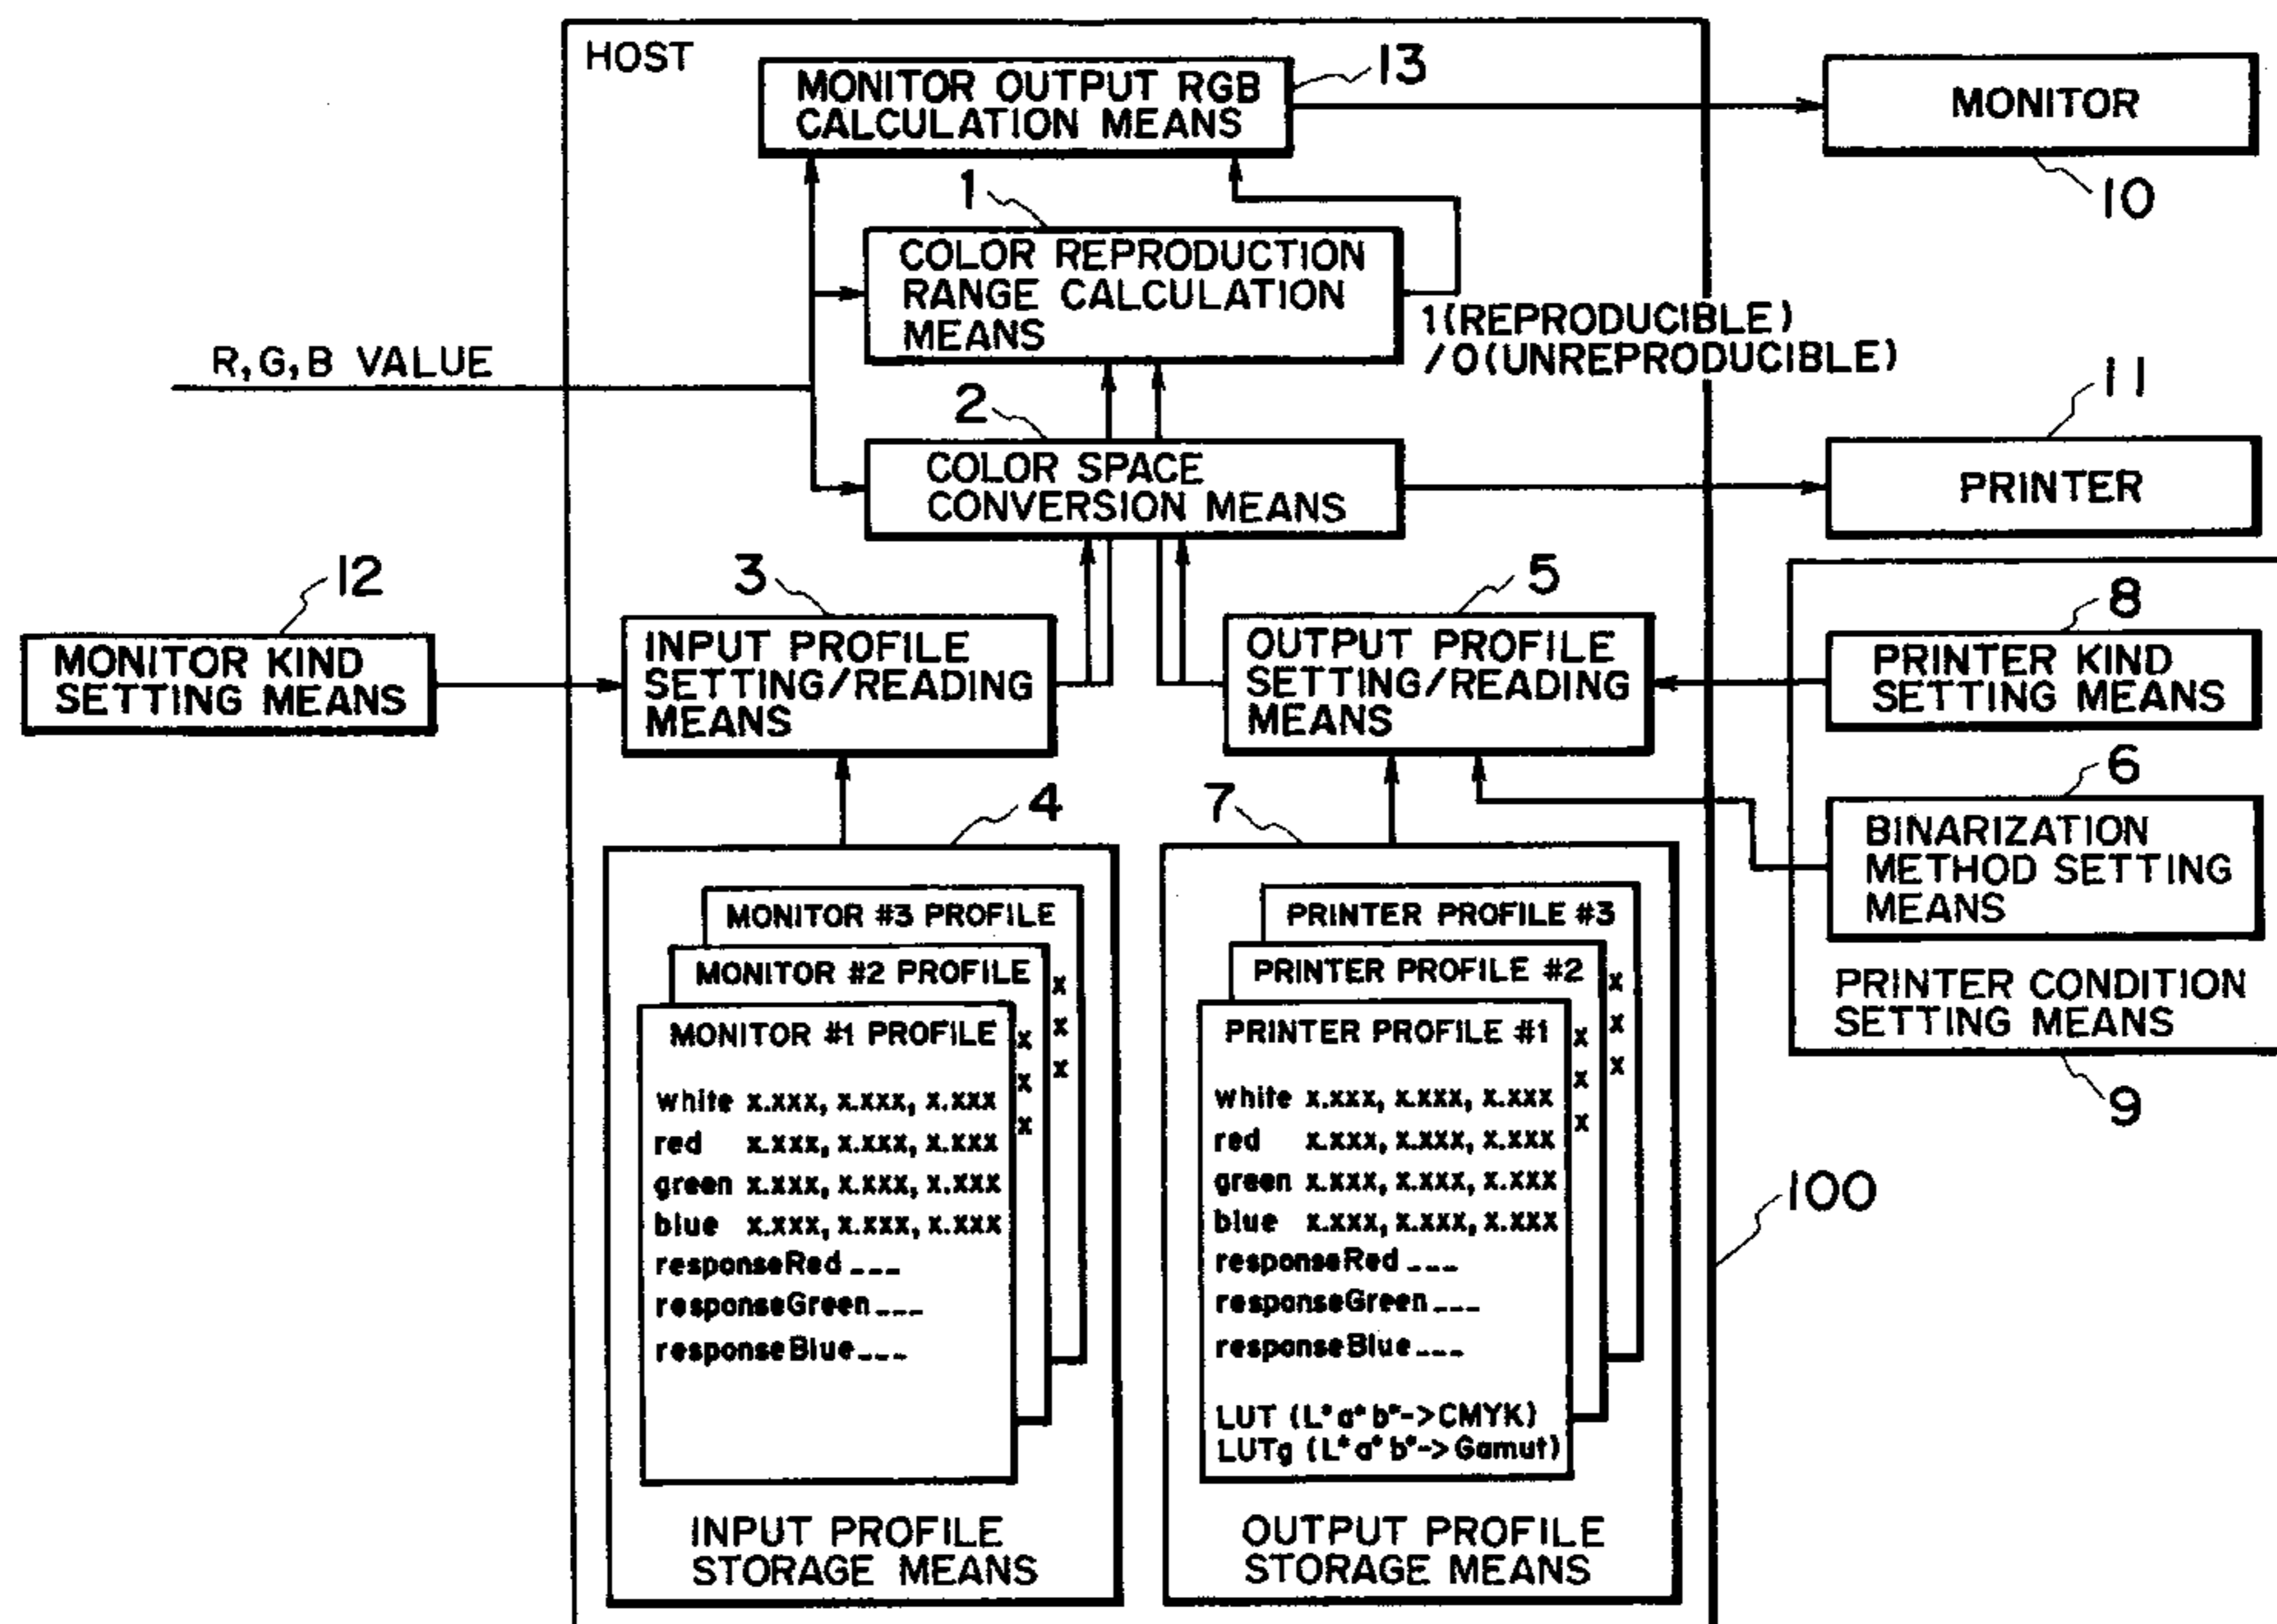 HOST
MONITOR OUTPUT RGB
CALCULATION MEANS
13
MONITOR
10
1
COLOR REPRODUCTION
RANGE CALCULATION
MEANS
1(REPRODUCIBLE)
/0(UNREPRODUCIBLE)
R,G,B VALUE
2
COLOR SPACE
CONVERSION MEANS
11
PRINTER
12
MONITOR KIND
SETTING MEANS
3
INPUT PROFILE
SETTING/READING
MEANS
5
OUTPUT PROFILE
SETTING/READING
MEANS
8
PRINTER KIND
SETTING MEANS
6
BINARIZATION
METHOD SETTING
MEANS
PRINTER CONDITION
SETTING MEANS
9
4
MONITOR #3 PROFILE
x
x
x
MONITOR #2 PROFILE
x
x
x
MONITOR #1 PROFILE
white x.xxx, x.xxx, x.xxx
red x.xxx, x.xxx, x.xxx
green x.xxx, x.xxx, x.xxx
blue x.xxx, x.xxx, x.xxx
responseRed ---
responseGreen ---
responseBlue ---
INPUT PROFILE
STORAGE MEANS
7
PRINTER PROFILE #3
x
x
x
PRINTER PROFILE #2
x
x
x
PRINTER PROFILE #1
white x.xxx, x.xxx, x.xxx
red x.xxx, x.xxx, x.xxx
green x.xxx, x.xxx, x.xxx
blue x.xxx, x.xxx, x.xxx
responseRed ---
responseGreen ---
responseBlue ---
LUT (L*a*b*->CMYK)
LUTg (L*a*b*->Gamut)
OUTPUT PROFILE
STORAGE MEANS
100